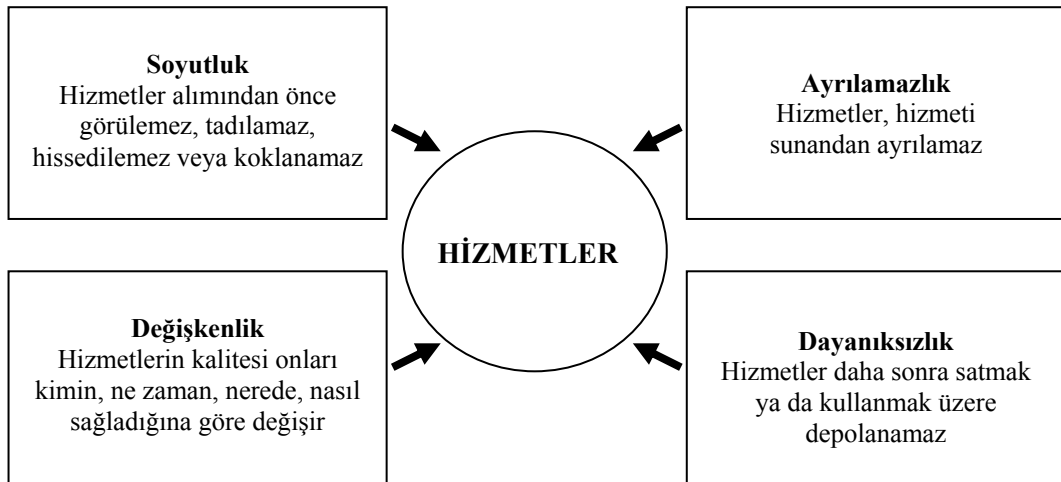 Soyutluk
Hizmetler alımından önce
görülemez, tadılamaz,
hissedilemez veya koklanamaz
Ayrılamazlık
Hizmetler, hizmeti
sunandan ayrılamaz
HİZMETLER
Değişkenlik
Hizmetlerin kalitesi onları
kimin, ne zaman, nerede, nasıl
sağladığına göre değişir
Dayanıksızlık
Hizmetler daha sonra satmak
ya da kullanmak üzere
depolanamaz